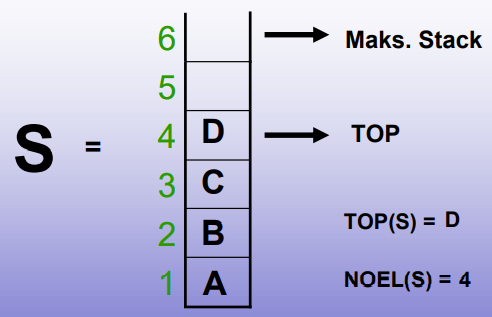 6 Maks. Stack
5
S = 4 D TOP
3 C
TOP(S) = D
2 B
1 A NOEL(S) = 4